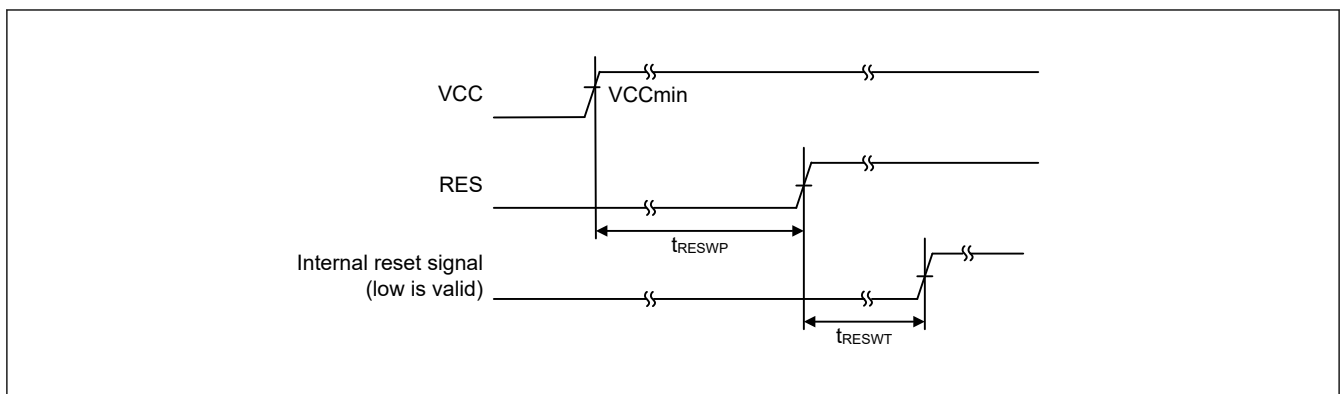 VCC
VCCmin
RES
tRESWP
Internal reset signal
(low is valid)
tRESWT